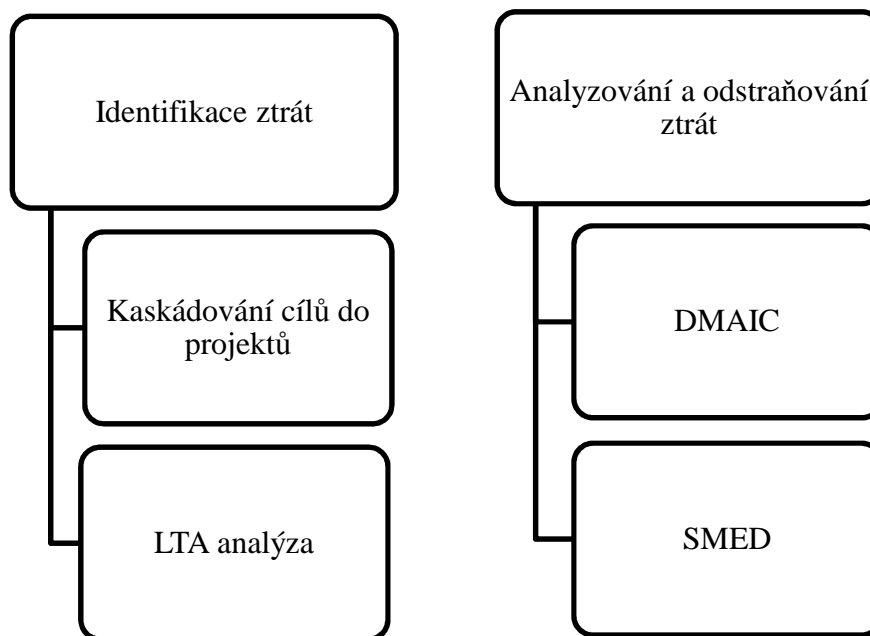 Identifikace ztrát
Kaskádování cílů do
projektů
LTA analýza
Analyzování a odstraňování
ztrát
DMAIC
SMED